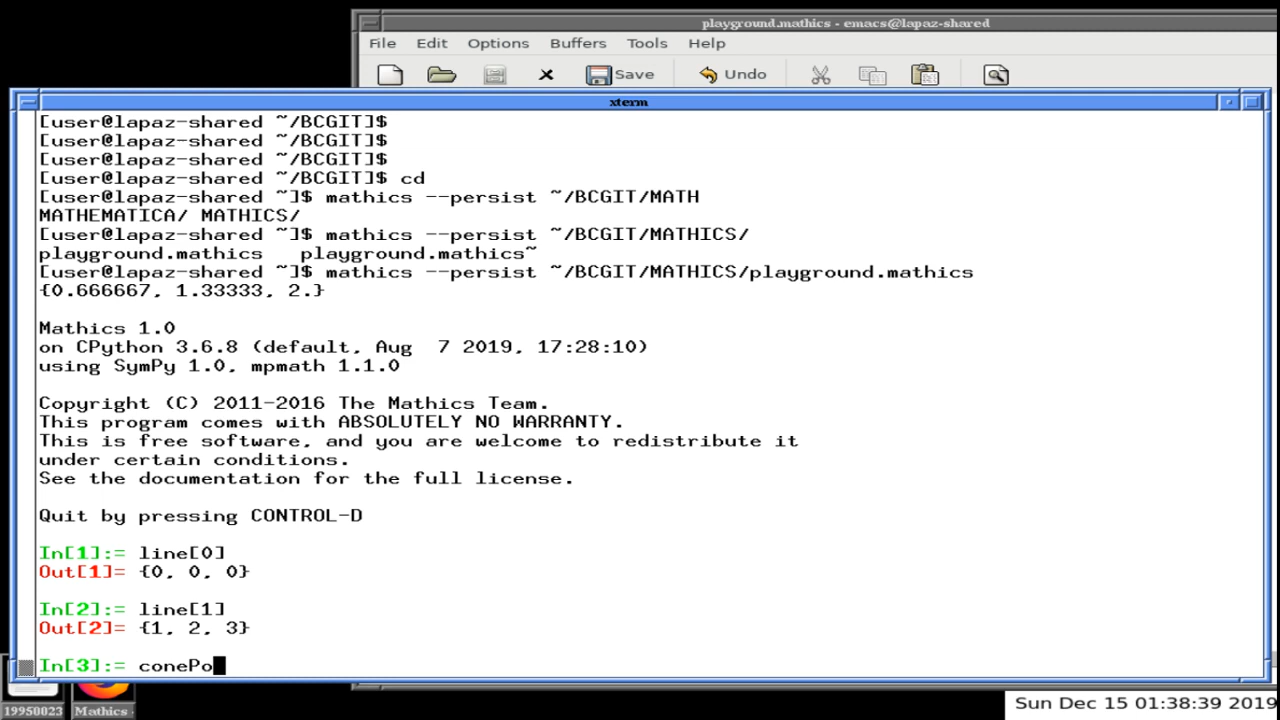 playground.mathics - emacs@lapaz-shared
File Edit Options Buffers Tools Help
Save Undo
xterm
[user@lapaz-shared ~/BCGIT]$
[user@lapaz-shared ~/BCGIT]$
[user@lapaz-shared ~/BCGIT]$
[user@lapaz-shared ~/BCGIT]$ cd
[user@lapaz-shared ~]$ mathics --persist ~/BCGIT/MATH
MATHEMATICA/ MATHICS/
[user@lapaz-shared ~]$ mathics --persist ~/BCGIT/MATHICS/
playground.mathics   playground.mathics~
[user@lapaz-shared ~]$ mathics --persist ~/BCGIT/MATHICS/playground.mathics
{0.666667, 1.33333, 2.}
Mathics 1.0
on CPython 3.6.8 (default, Aug  7 2019, 17:28:10)
using SymPy 1.0, mpmath 1.1.0
Copyright (C) 2011-2016 The Mathics Team.
This program comes with ABSOLUTELY NO WARRANTY.
This is free software, and you are welcome to redistribute it
under certain conditions.
See the documentation for the full license.
Quit by pressing CONTROL-D
In[1]:= line[0]
Out[1]= {0, 0, 0}
In[2]:= line[1]
Out[2]= {1, 2, 3}
In[3]:= conePo
19950023 Mathics
Sun Dec 15 01:38:39 2019